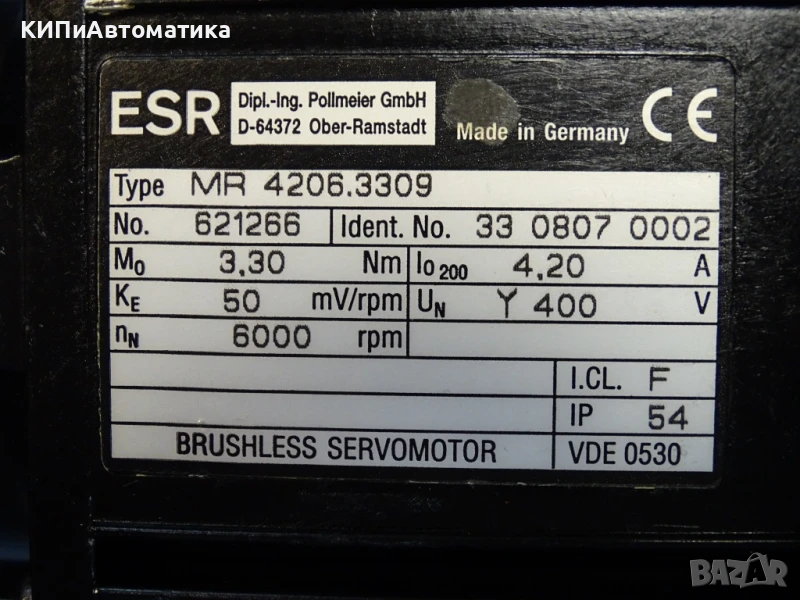 КИПиАвтоматика
ESR Dipl.-Ing. Pollmeier GmbH
D-64372 Ober-Ramstadt
Made in Germany CE
Type MR 4206.3309
No. 621266 Ident. No. 33 0807 0002
M0 3,30 Nm I0 200 4,20 A
KE 50 mV/rpm UN Y 400 V
nN 6000 rpm
I.CL. F
IP 54
BRUSHLESS SERVOMOTOR VDE 0530
BAZAR